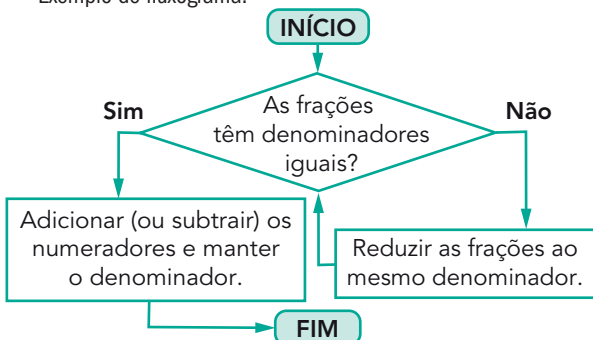 Exemplo de fluxograma:
INÍCIO
As frações
têm denominadores
iguais?
Sim
Não
Adicionar (ou subtrair) os
numeradores e manter
o denominador.
Reduzir as frações ao
mesmo denominador.
FIM